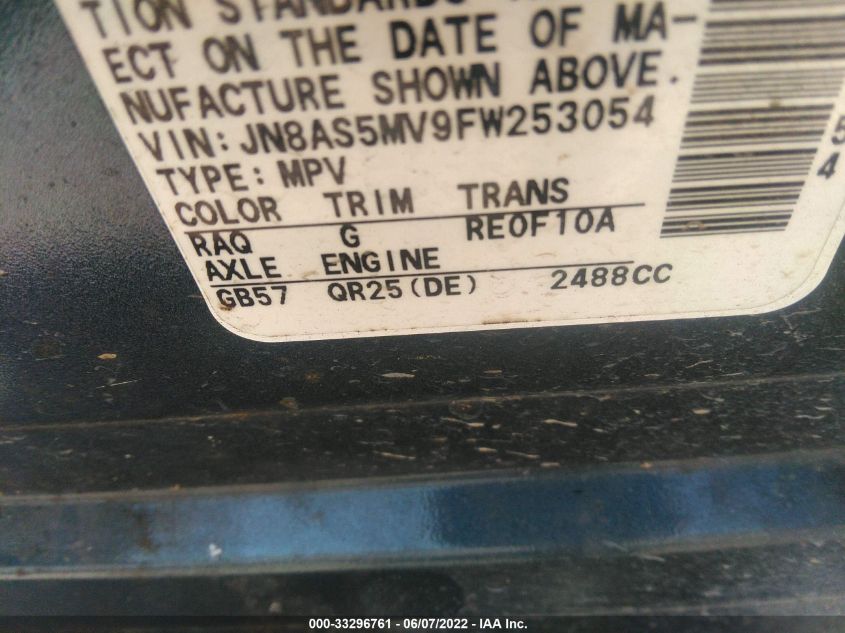 TION STANDARDS
ECT ON THE DATE OF MA-
NUFACTURE SHOWN ABOVE.
VIN: JN8AS5MV9FW253054
TYPE: MPV
COLOR TRIM TRANS
RAQ G RE0F10A
AXLE ENGINE
GB57 QR25(DE) 2488CC
5
4
000-33296761 - 06/07/2022 - © IAA, Inc.